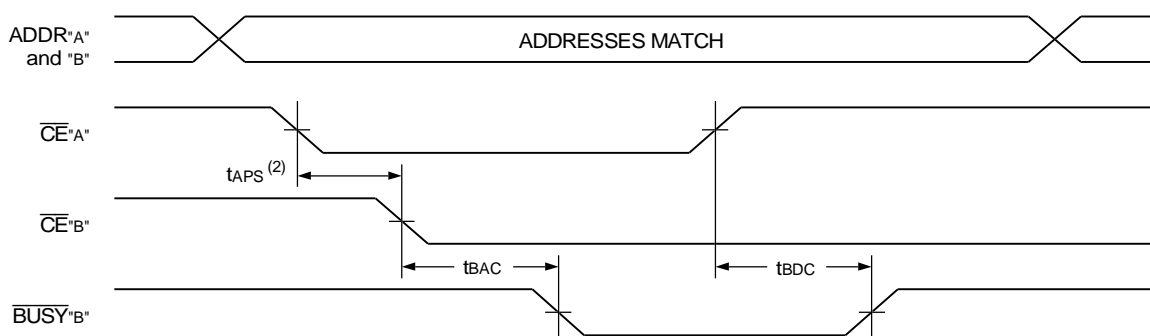 ADDR"A"
and "B"
ADDRESSES MATCH
CE"A"
tAPS (2)
CE"B"
tBAC
tBDC
BUSY"B"